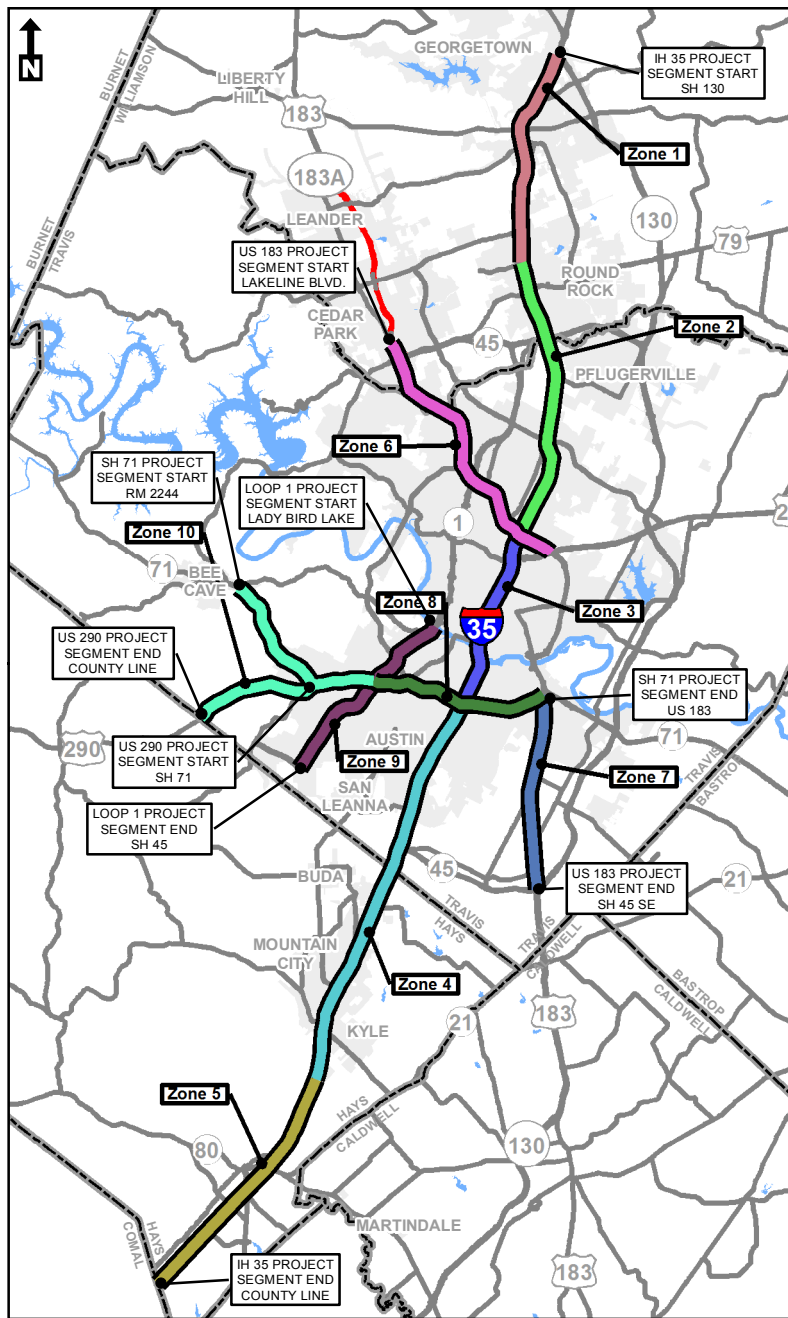 GEORGETOWN
IH 35 PROJECT
SEGMENT START
SH 130
N
BURNET
WILLIAMSON
LIBERTY
HILL
183
Zone 1
183A
130
LEANDER
79
BURNET
TRAVIS
US 183 PROJECT
SEGMENT START
LAKELINE BLVD.
ROUND
ROCK
CEDAR
PARK
45
Zone 2
PFLUGERVILLE
Zone 6
SH 71 PROJECT
SEGMENT START
RM 2244
LOOP 1 PROJECT
SEGMENT START
LADY BIRD LAKE
1
2
Zone 10
71
BEE
CAVE
Zone 8
Zone 3
35
US 290 PROJECT
SEGMENT END
COUNTY LINE
SH 71 PROJECT
SEGMENT END
US 183
290
US 290 PROJECT
SEGMENT START
SH 71
AUSTIN
71
Zone 9
Zone 7
TRAVIS
BASTROP
SAN
LEANNA
LOOP 1 PROJECT
SEGMENT END
SH 45
45
BUDA
US 183 PROJECT
SEGMENT END
SH 45 SE
21
TRAVIS
HAYS
TRAVIS
CALDWELL
MOUNTAIN
CITY
Zone 4
BASTROP
CALDWELL
183
21
KYLE
Zone 5
HAYS
CALDWELL
130
80
MARTINDALE
HAYS
COMAL
IH 35 PROJECT
SEGMENT END
COUNTY LINE
183